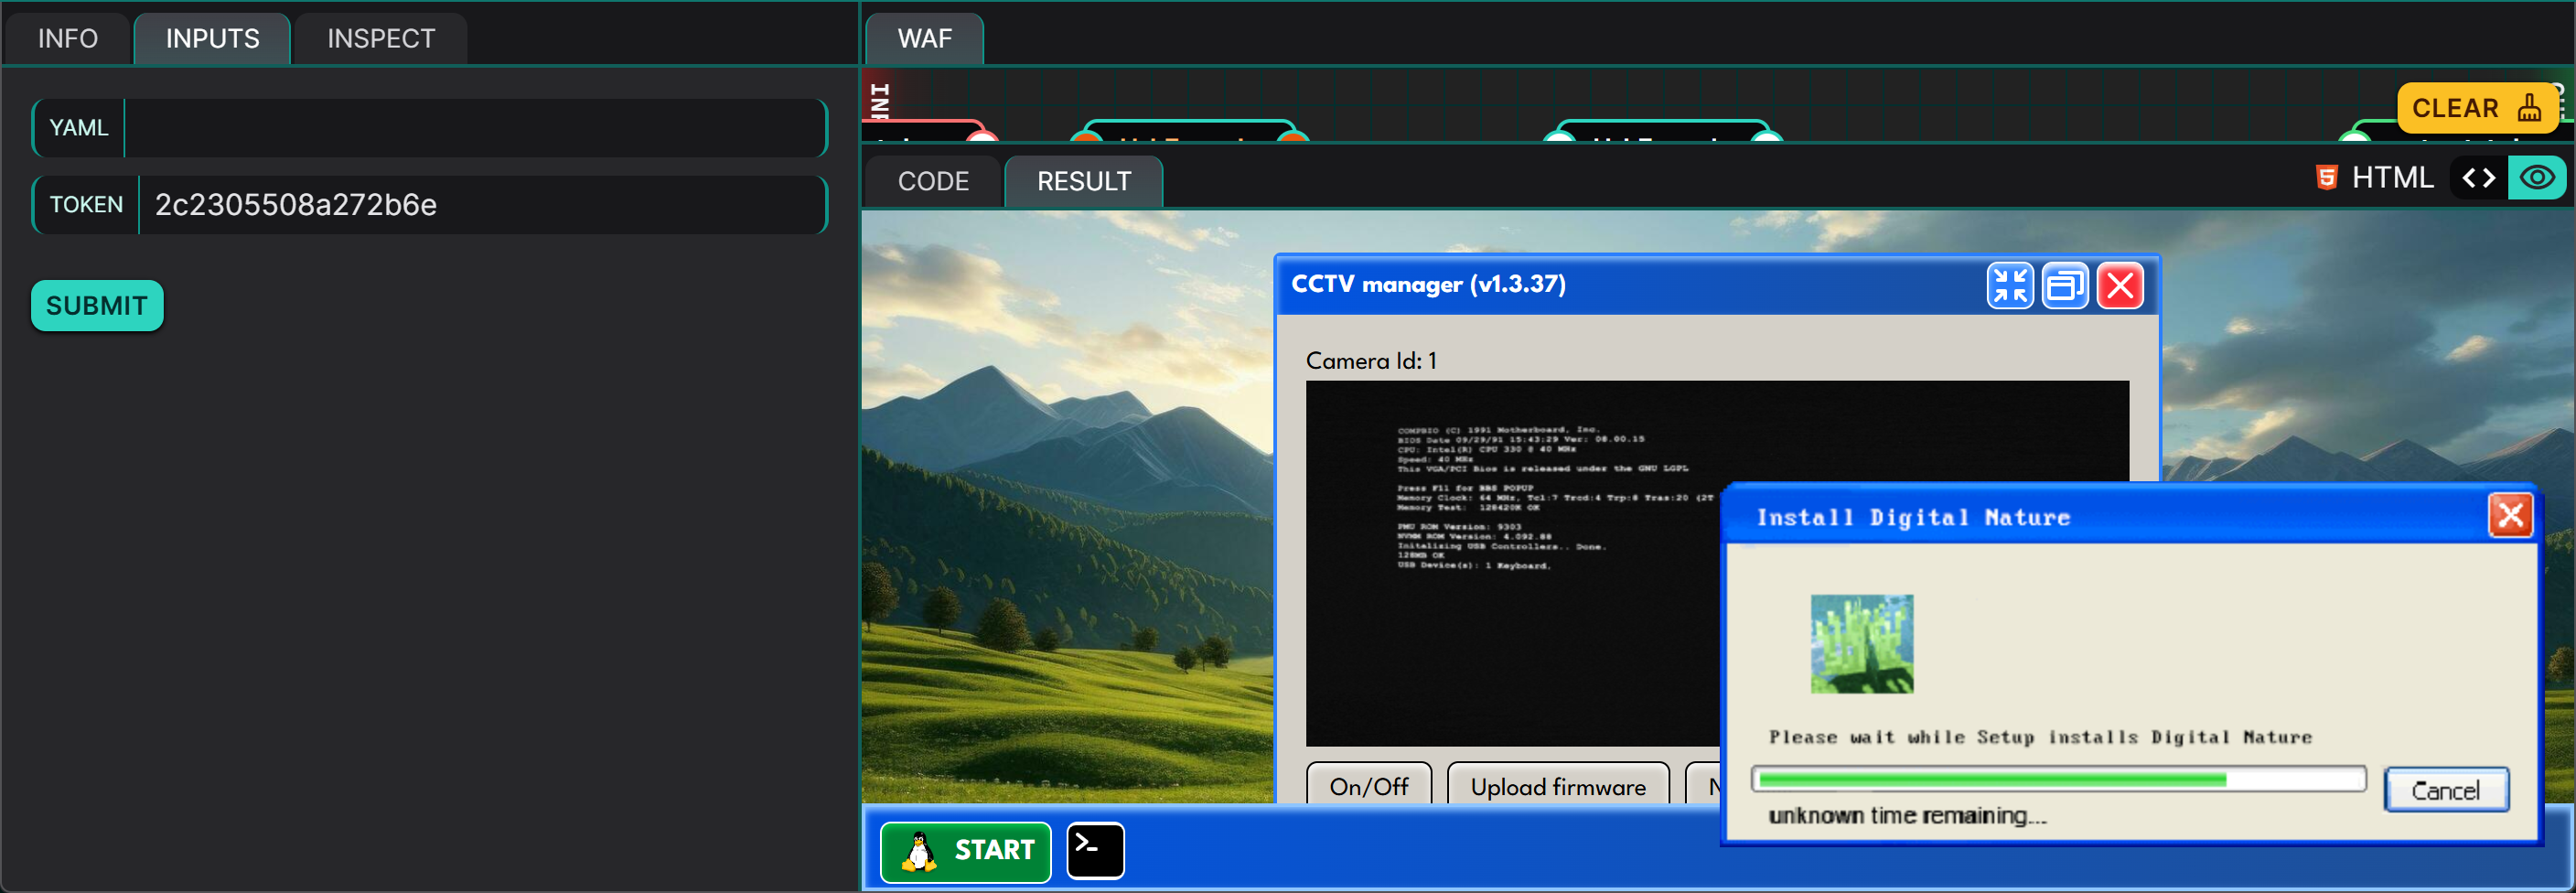 INFO
INPUTS
INSPECT
YAML
TOKEN
2c2305508a272b6e
SUBMIT
WAF
CLEAR
CODE
RESULT
HTML
CCTV manager (v1.3.37)
Camera Id: 1
COMPBIO (C) 1991 Motherboard, Inc.
BIOS Date 09/29/91 15:43:29 Ver: 08.00.15
CPU: Intel(R) CPU 330 @ 40 MHz
Speed: 40 MHz
This VGA/PCI Bios is released under the GNU LGPL
Press F11 for BBS POPUP
Memory Clock: 64 MHz, Tcl:7 Trcd:4 Trp:8 Tras:20 (2T
Memory Test: 128420K OK
PMU ROM Version: 9303
NVMM ROM Version: 4.092.88
Initalizing USB Controllers.. Done.
128MB OK
USB Device(s): 1 Keyboard.
On/Off
Upload firmware
Install Digital Nature
Please wait while Setup installs Digital Nature
Cancel
unknown time remaining...
START